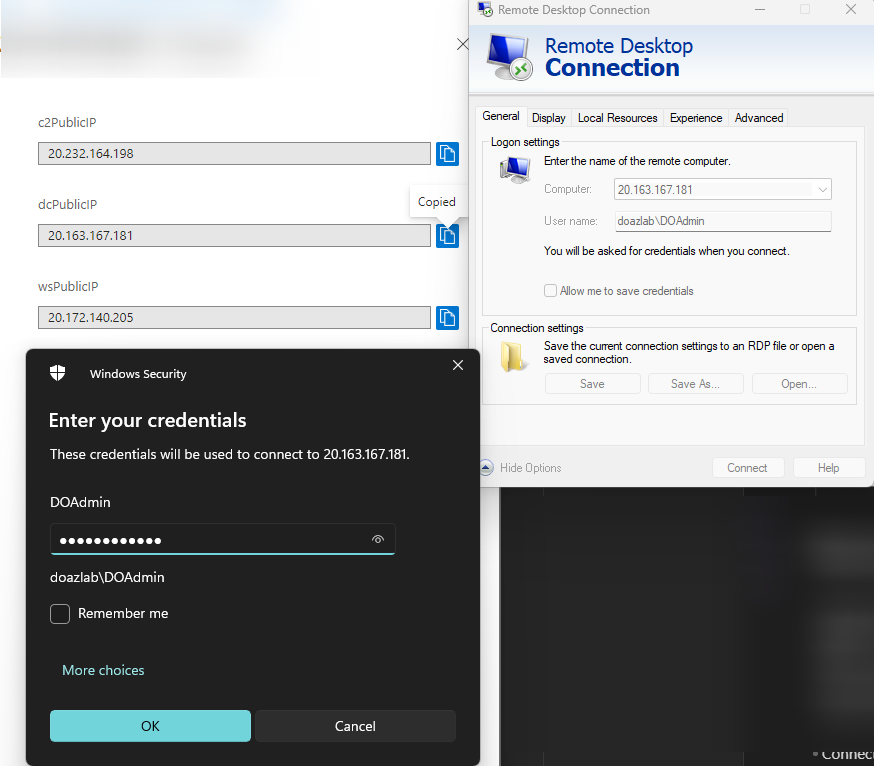 c2PublicIP
20.232.164.198
dcPublicIP
Copied
20.163.167.181
wsPublicIP
20.172.140.205
Remote Desktop Connection
Remote Desktop
Connection
General Display Local Resources Experience Advanced
Logon settings
Enter the name of the remote computer.
Computer: 20.163.167.181
User name: doazlab\DOAdmin
You will be asked for credentials when you connect.
Allow me to save credentials
Connection settings
Save the current connection settings to an RDP file or open a
saved connection.
Save Save As... Open...
Hide Options Connect Help
Windows Security
Enter your credentials
These credentials will be used to connect to 20.163.167.181.
DOAdmin
●●●●●●●●●●●●
doazlab\DOAdmin
Remember me
More choices
OK Cancel